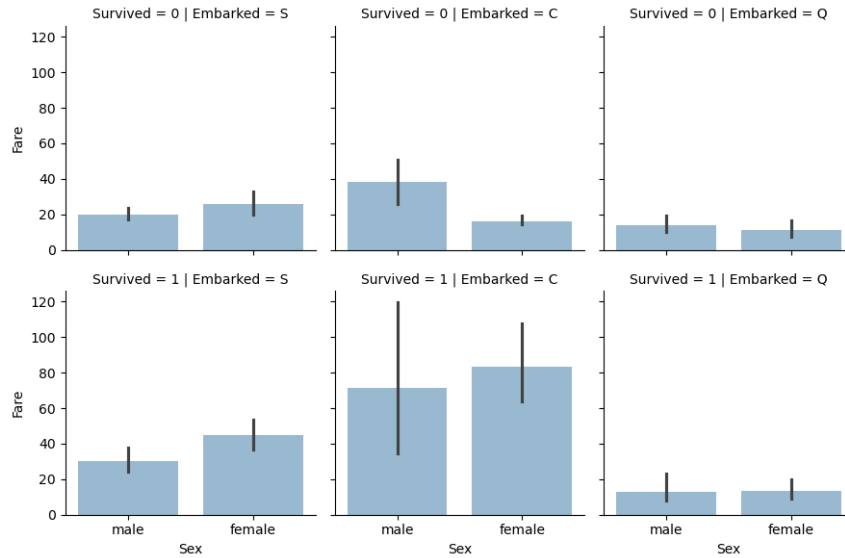 Survived = 0 | Embarked = S
Survived = 0 | Embarked = C
Survived = 0 | Embarked = Q
120
100
80
60
40
20
0
Fare
Survived = 1 | Embarked = S
Survived = 1 | Embarked = C
Survived = 1 | Embarked = Q
120
100
80
60
40
20
0
Fare
male
female
male
female
male
female
Sex
Sex
Sex